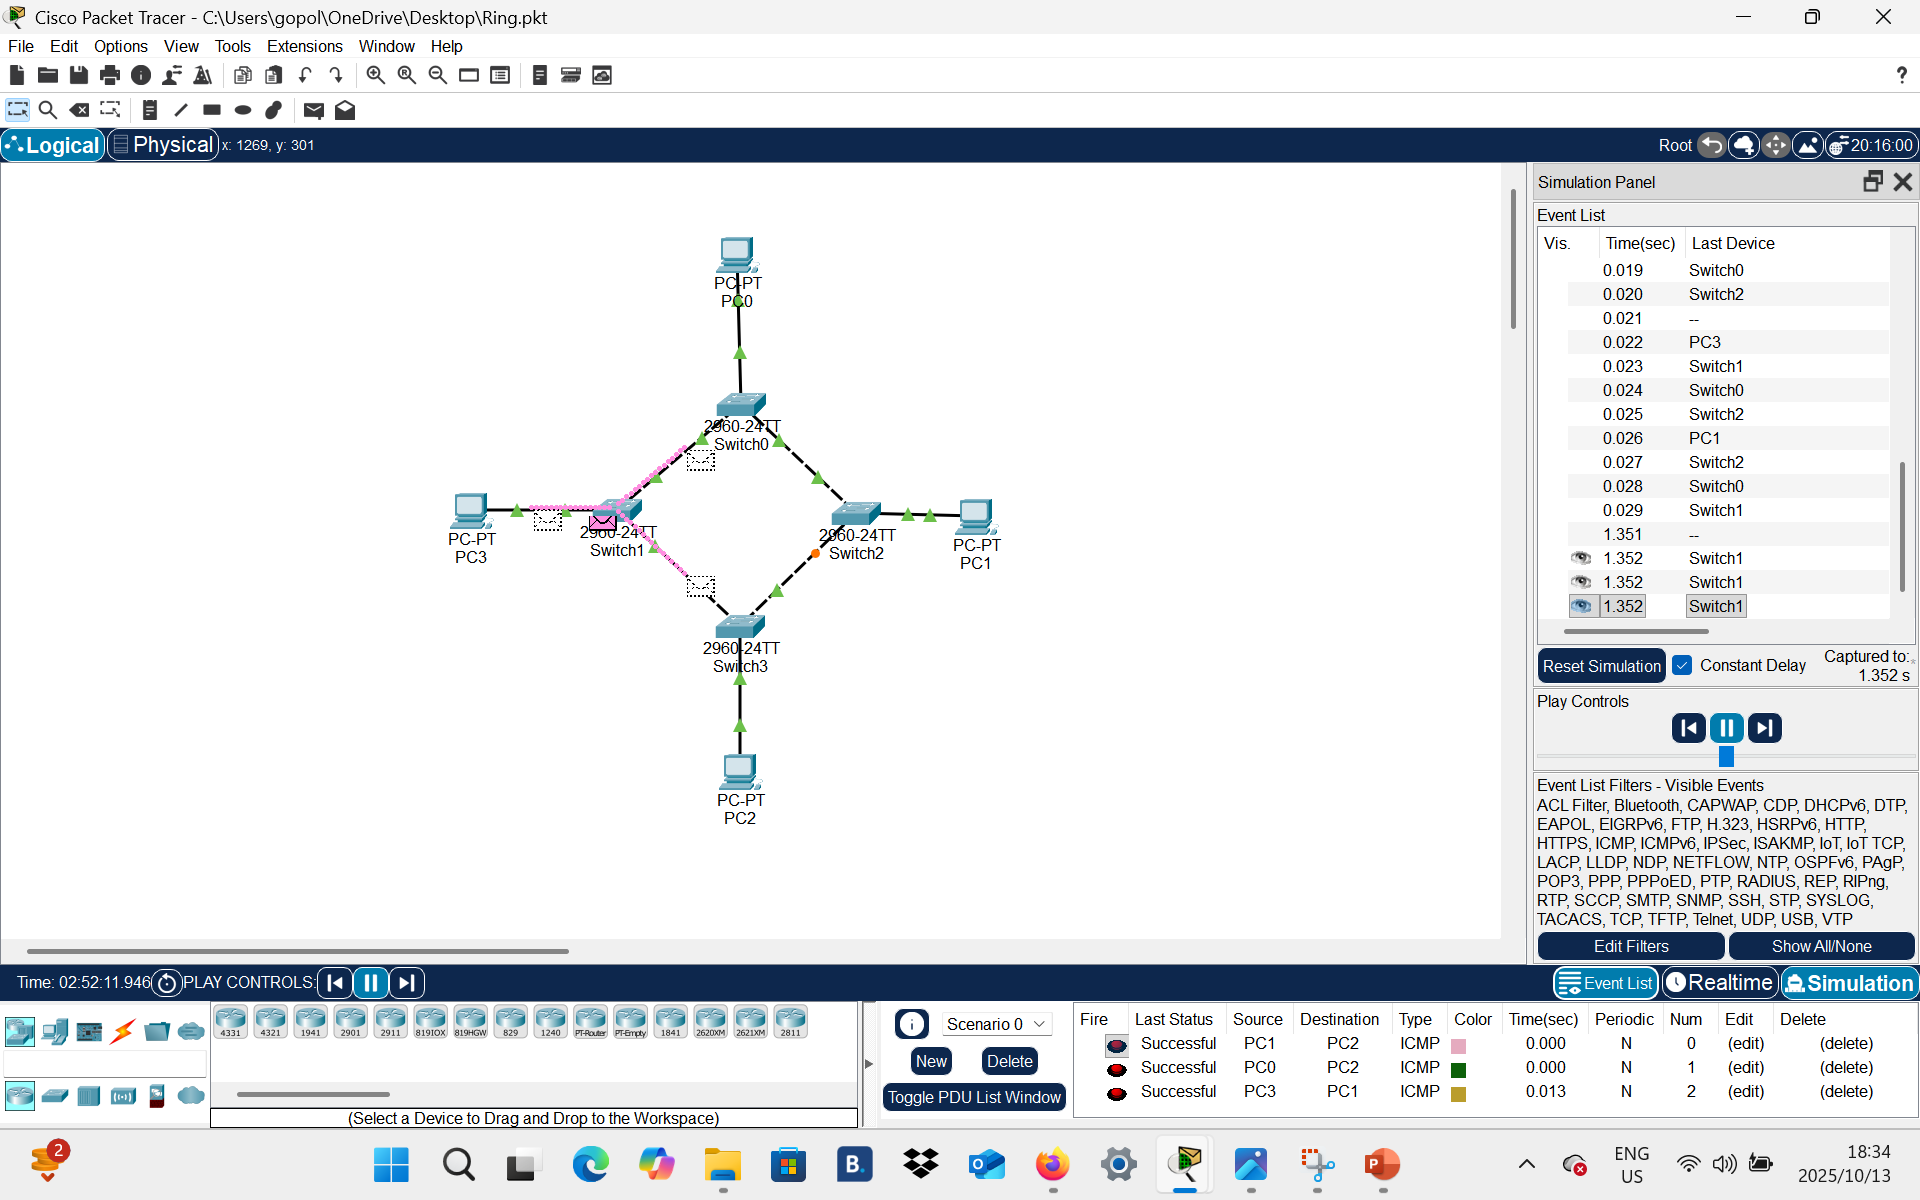 Cisco Packet Tracer - C:\Users\gopol\OneDrive\Desktop\Ring.pkt
File Edit Options View Tools Extensions Window Help
?
Logical Physical x: 1269, y: 301
Root 20:16:00
PC-PT
PC0
2960-24TT
Switch0
PC-PT
PC3
2960-24TT
Switch1
2960-24TT
Switch2
PC-PT
PC1
2960-24TT
Switch3
PC-PT
PC2
Simulation Panel
Event List
Vis. Time(sec) Last Device
0.019 Switch0
0.020 Switch2
0.021 --
0.022 PC3
0.023 Switch1
0.024 Switch0
0.025 Switch2
0.026 PC1
0.027 Switch2
0.028 Switch0
0.029 Switch1
1.351 --
1.352 Switch1
1.352 Switch1
1.352 Switch1
Reset Simulation Constant Delay Captured to:
1.352 s
Play Controls
Event List Filters - Visible Events
ACL Filter, Bluetooth, CAPWAP, CDP, DHCPv6, DTP,
EAPOL, EIGRPv6, FTP, H.323, HSRPv6, HTTP,
HTTPS, ICMP, ICMPv6, IPSec, ISAKMP, IoT, IoT TCP,
LACP, LLDP, NDP, NETFLOW, NTP, OSPFv6, PAgP,
POP3, PPP, PPPoED, PTP, RADIUS, REP, RIPng,
RTP, SCCP, SMTP, SNMP, SSH, STP, SYSLOG,
TACACS, TCP, TFTP, Telnet, UDP, USB, VTP
Edit Filters Show All/None
Time: 02:52:11.946 PLAY CONTROLS:
Event List Realtime Simulation
4331 4321 1941 2901 2911 819IOX 819HGW 829 1240 PT-Router PT-Empty 1841 2620XM 2621XM 2811
(Select a Device to Drag and Drop to the Workspace)
Scenario 0
New Delete
Toggle PDU List Window
Fire Last Status Source Destination Type Color Time(sec) Periodic Num Edit Delete
Successful PC1 PC2 ICMP 0.000 N 0 (edit) (delete)
Successful PC0 PC2 ICMP 0.000 N 1 (edit) (delete)
Successful PC3 PC1 ICMP 0.013 N 2 (edit) (delete)
2
B.
ENG
US
18:34
2025/10/13